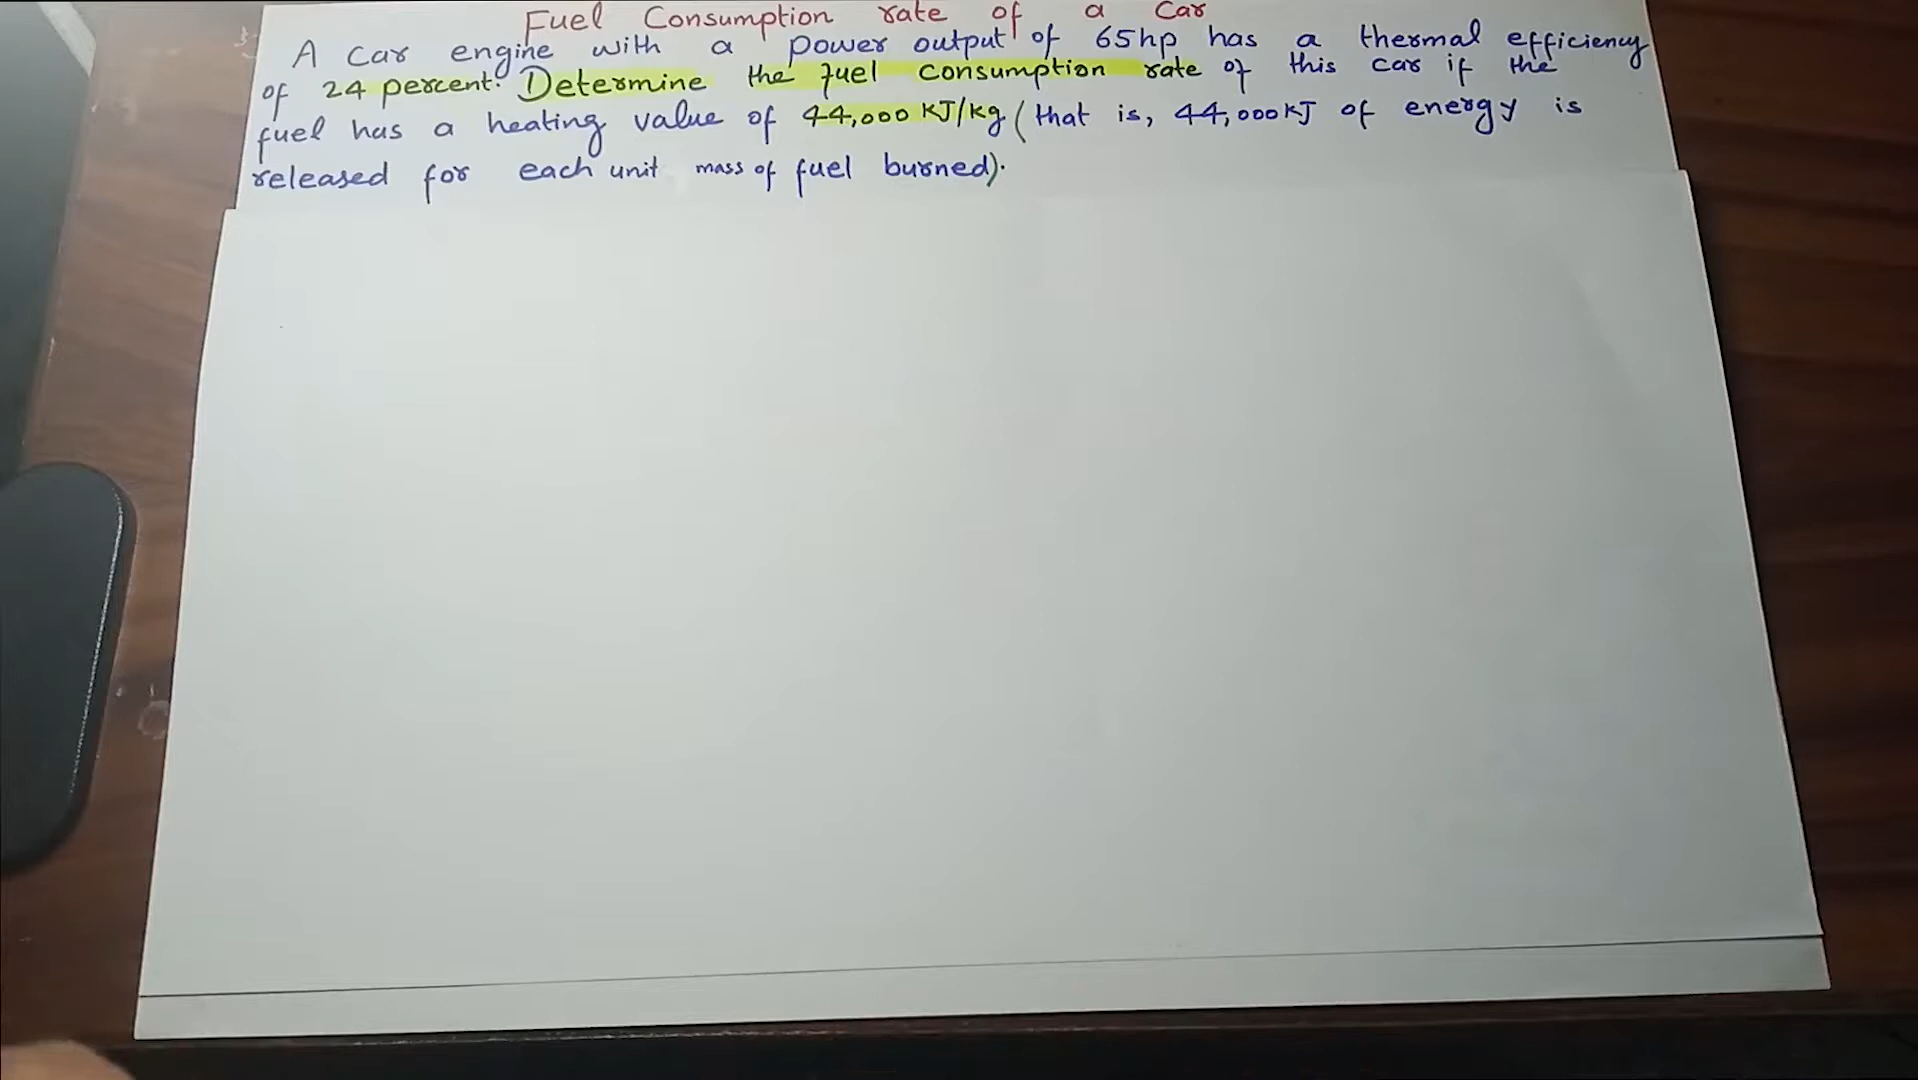 Fuel Consumption rate of a Car
A car engine with a power output of 65hp has a thermal efficiency
of 24 percent. Determine the fuel consumption rate of this car if the
fuel has a heating value of 44,000 KJ/kg (that is, 44,000KJ of energy is
released for each unit mass of fuel burned).